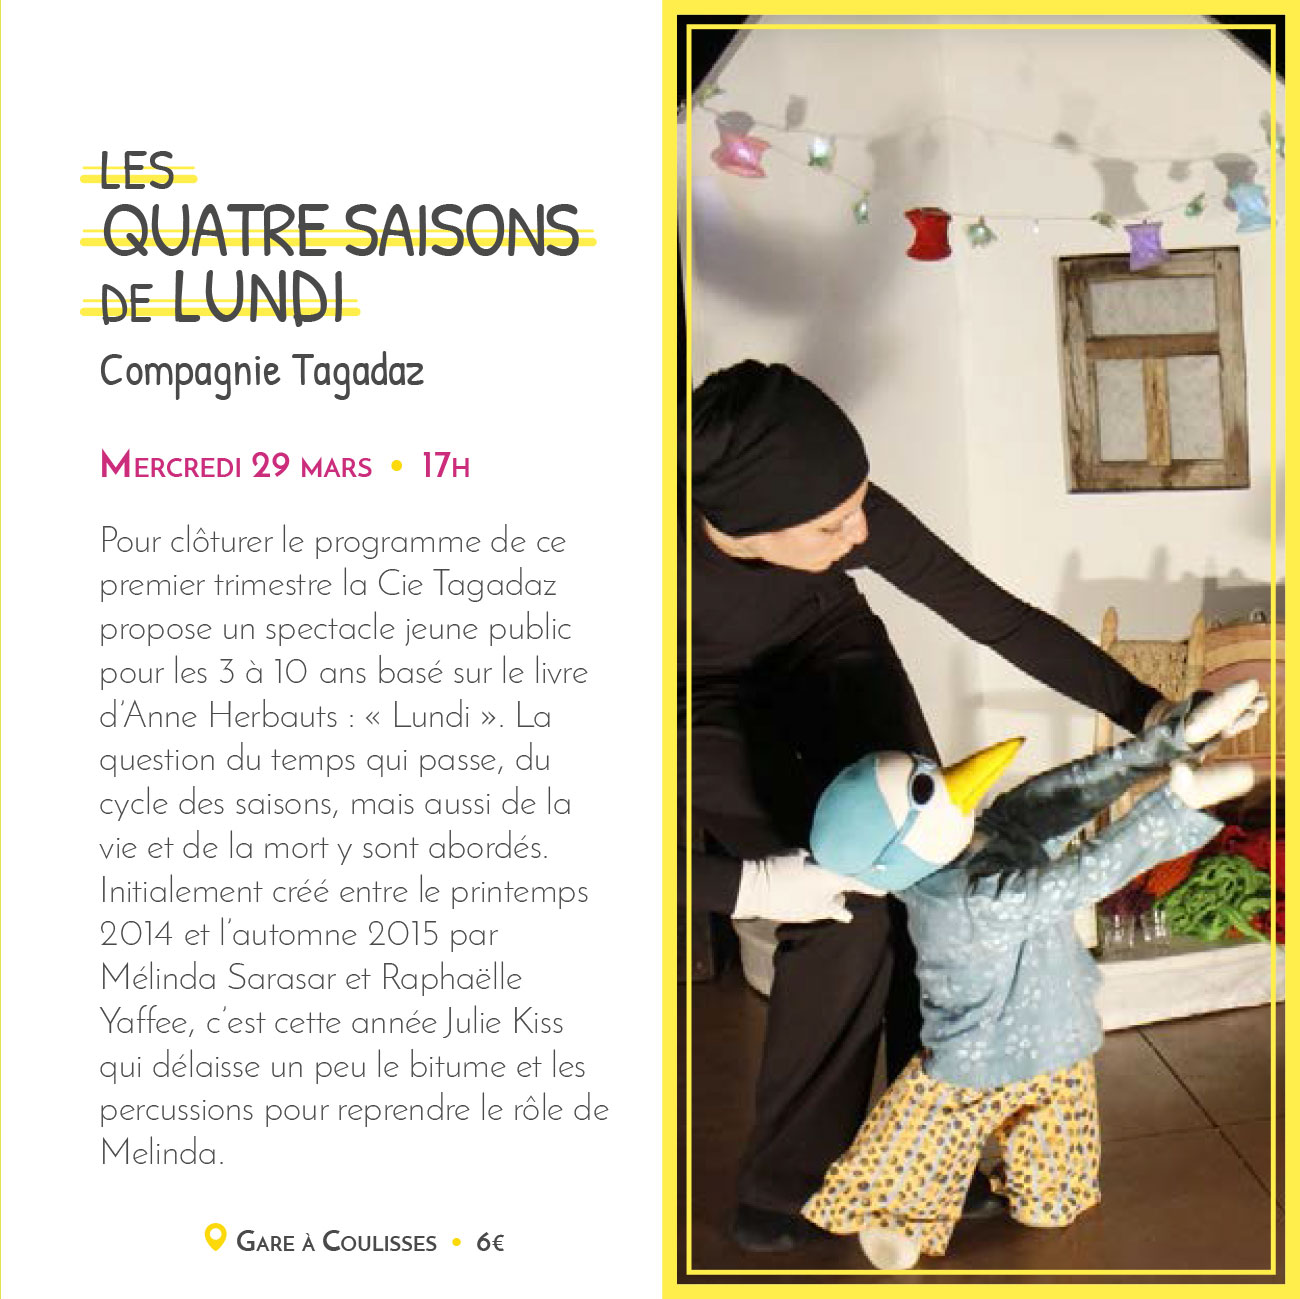 LES
QUATRE SAISONS
DE LUNDI
Compagnie Tagadaz
Mercredi 29 mars • 17h
Pour clôturer le programme de ce
premier trimestre la Cie Tagadaz
propose un spectacle jeune public
pour les 3 à 10 ans basé sur le livre
d’Anne Herbauts : « Lundi ». La
question du temps qui passe, du
cycle des saisons, mais aussi de la
vie et de la mort y sont abordés.
Initialement créé entre le printemps
2014 et l’automne 2015 par
Mélinda Sarasar et Raphaëlle
Yaffee, c’est cette année Julie Kiss
qui délaisse un peu le bitume et les
percussions pour reprendre le rôle de
Melinda.
Gare à Coulisses • 6€